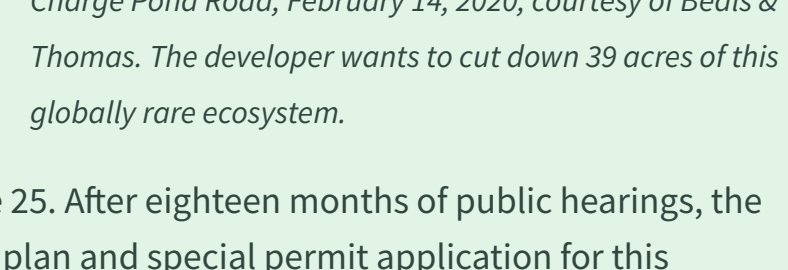 Charge Pond Road, February 14, 2020, courtesy of Beals &
Thomas. The developer wants to cut down 39 acres of this
globally rare ecosystem.
25. After eighteen months of public hearings, the
plan and special permit application for this